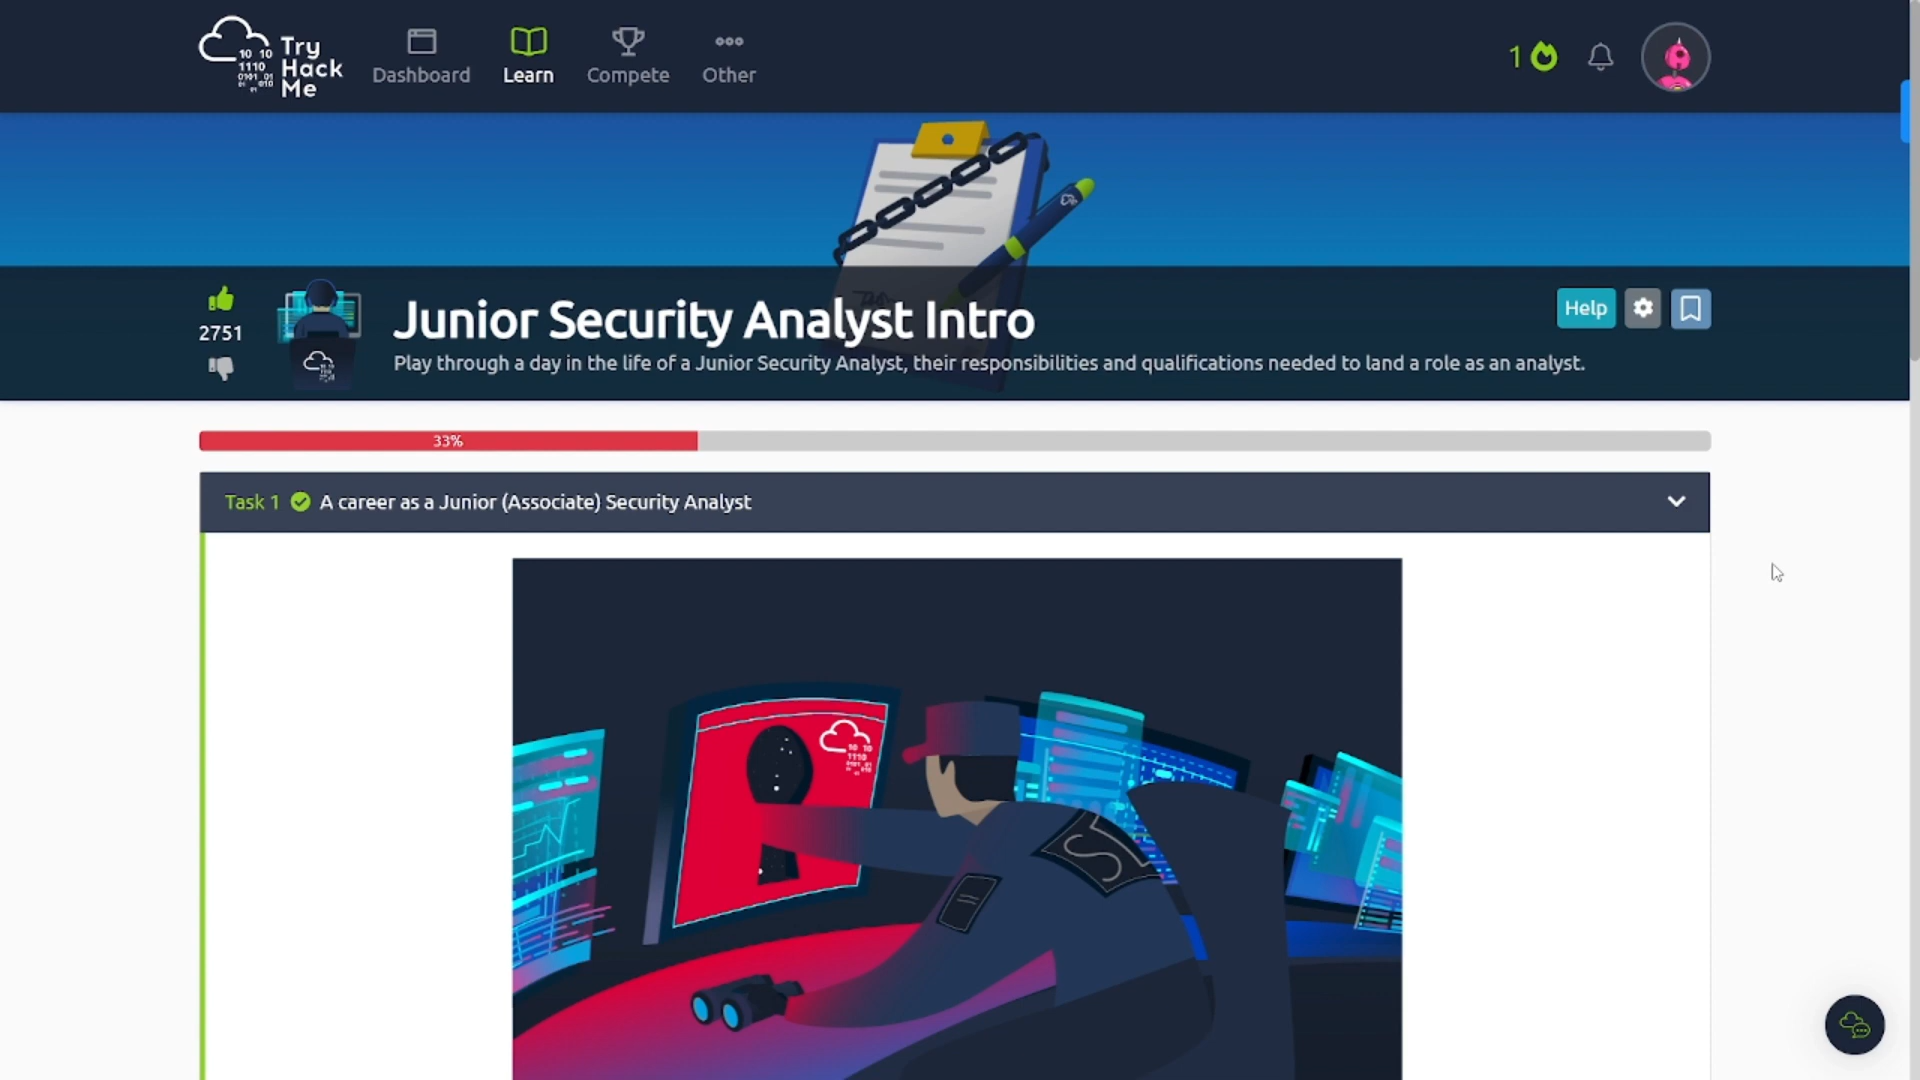 Try
Hack
Me
Dashboard
Learn
Compete
Other
1
2751
Junior Security Analyst Intro
Play through a day in the life of a Junior Security Analyst, their responsibilities and qualifications needed to land a role as an analyst.
Help
33%
Task 1 A career as a Junior (Associate) Security Analyst